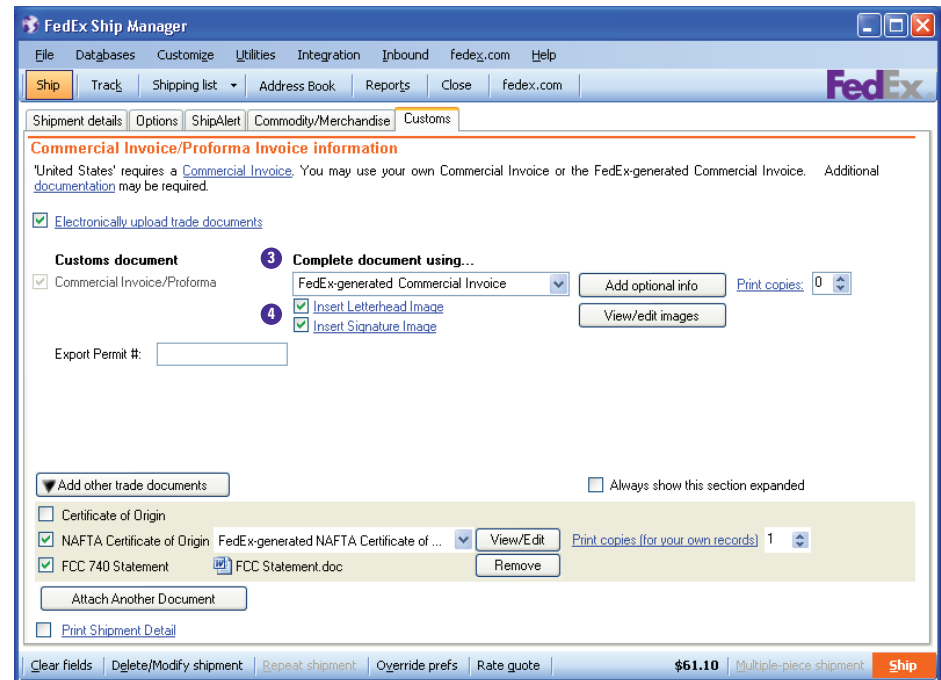 FedEx Ship Manager
File Databases Customize Utilities Integration Inbound fedex.com Help
Ship Track Shipping list Address Book Reports Close fedex.com FedEx
Shipment details Options ShipAlert Commodity/Merchandise Customs
Commercial Invoice/Proforma Invoice information
'United States' requires a Commercial Invoice. You may use your own Commercial Invoice or the FedEx-generated Commercial Invoice. Additional
documentation may be required.
Electronically upload trade documents
Customs document 3 Complete document using...
Commercial Invoice/Proforma FedEx-generated Commercial Invoice Add optional info Print copies: 0
4 Insert Letterhead Image View/edit images
Insert Signature Image
Export Permit #:
Add other trade documents Always show this section expanded
Certificate of Origin
NAFTA Certificate of Origin FedEx-generated NAFTA Certificate of ... View/Edit Print copies (for your own records) 1
FCC 740 Statement FCC Statement.doc Remove
Attach Another Document
Print Shipment Detail
Clear fields Delete/Modify shipment Repeat shipment Override prefs Rate quote $61.10 Multiple-piece shipment Ship